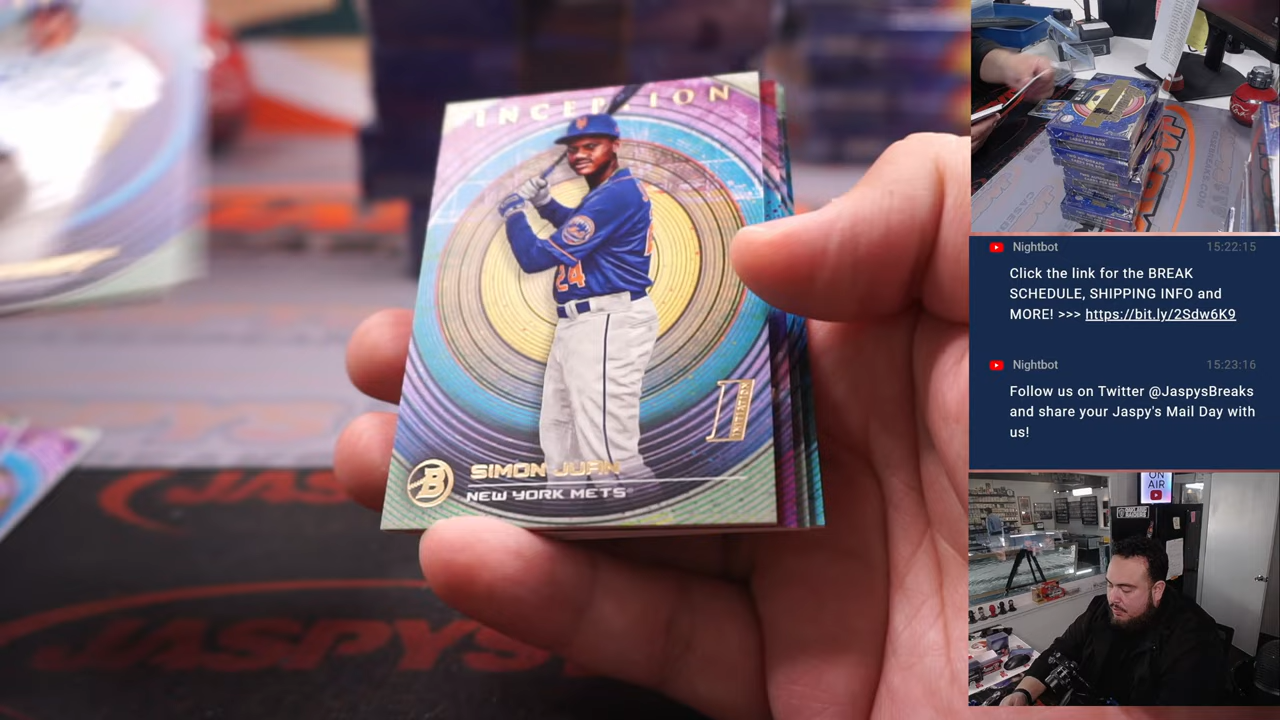 INCEPTION
24
Mets
SIMON JUAN
NEW YORK METS
B
JASPYS
Nightbot 15:22:15
Click the link for the BREAK
SCHEDULE, SHIPPING INFO and
MORE! >>> https://bit.ly/2Sdw6K9
Nightbot 15:23:16
Follow us on Twitter @JaspysBreaks
and share your Jaspy's Mail Day with
us!
ON
AIR